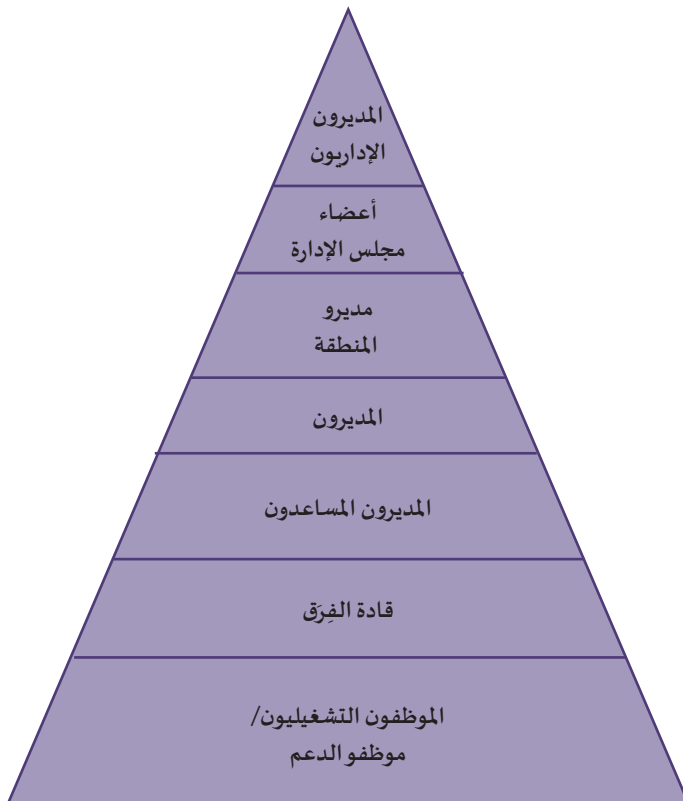 المديرون
الإداريون
أعضاء
مجلس الإدارة
مديرو
المنطقة
المديرون
المديرون المساعدون
قادة الفِرَق
الموظفون التشغيليون/
موظفو الدعم